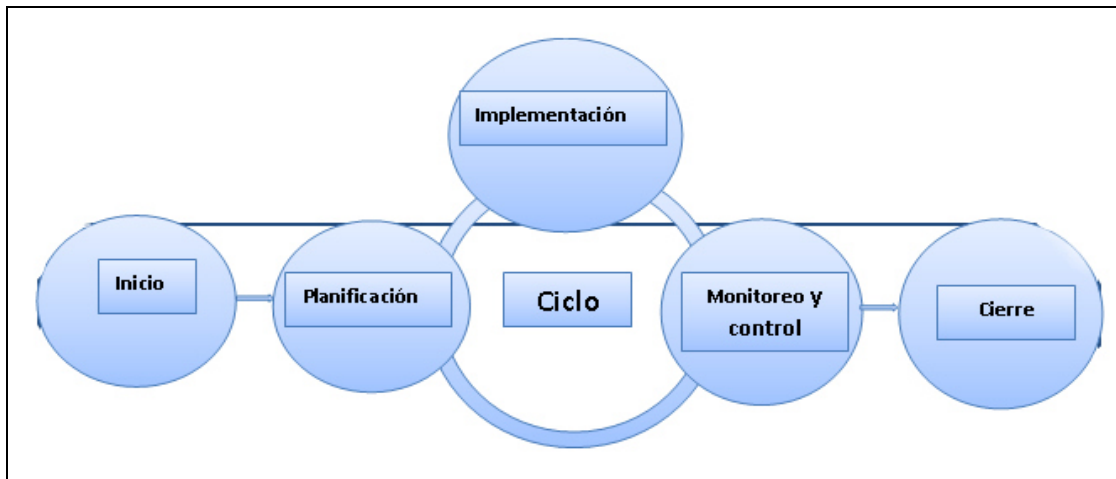 Implementación
Inicio
Planificación
Ciclo
Monitoreo y
control
Cierre